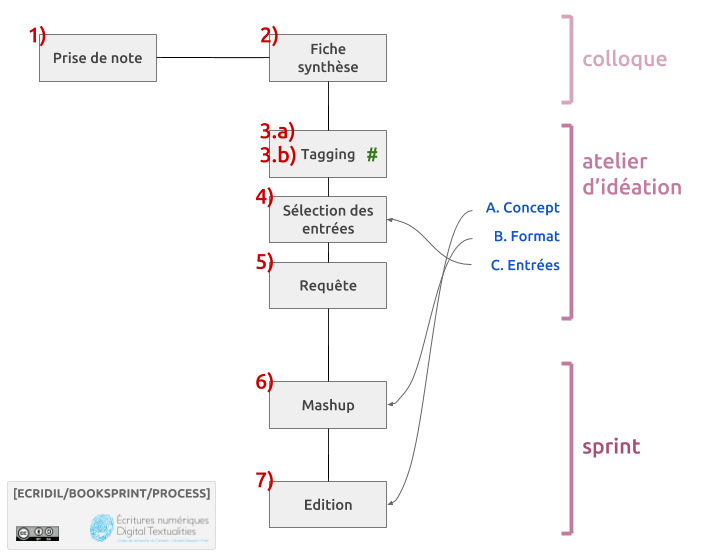 1)
Prise de note
2)
Fiche
synthèse
colloque
3.a)
3.b)
Tagging #
atelier
d'idéation
4)
Sélection des
entrées
A. Concept
B. Format
C. Entrées
5)
Requête
6)
Mashup
sprint
7)
Edition
[ECRIDIL/BOOKSPRINT/PROCESS]
Écritures numériques
Digital Textualities